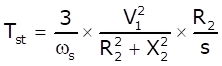 T_st = 3/ω_s × V_1^2/(R_2^2 + X_2^2) × R_2/s